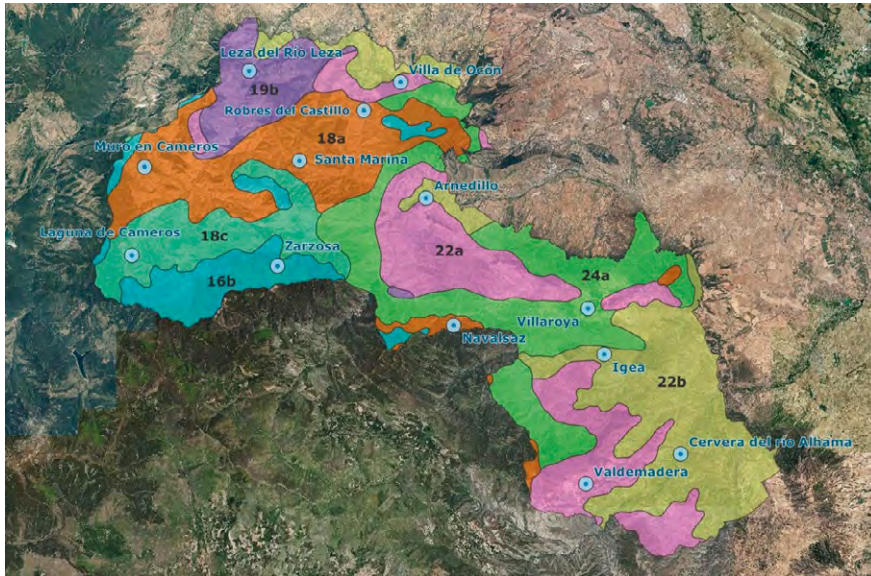 Leza del Río Leza
Villa de Ocón
19b
Robres del Castillo
18a
Muro en Cameros
Santa Marina
Arnedillo
Laguna de Cameros
18c
Zarzosa
22a
16b
24a
Villaroya
Navalsaz
Igea
22b
Cervera del río Alhama
Valdemadera